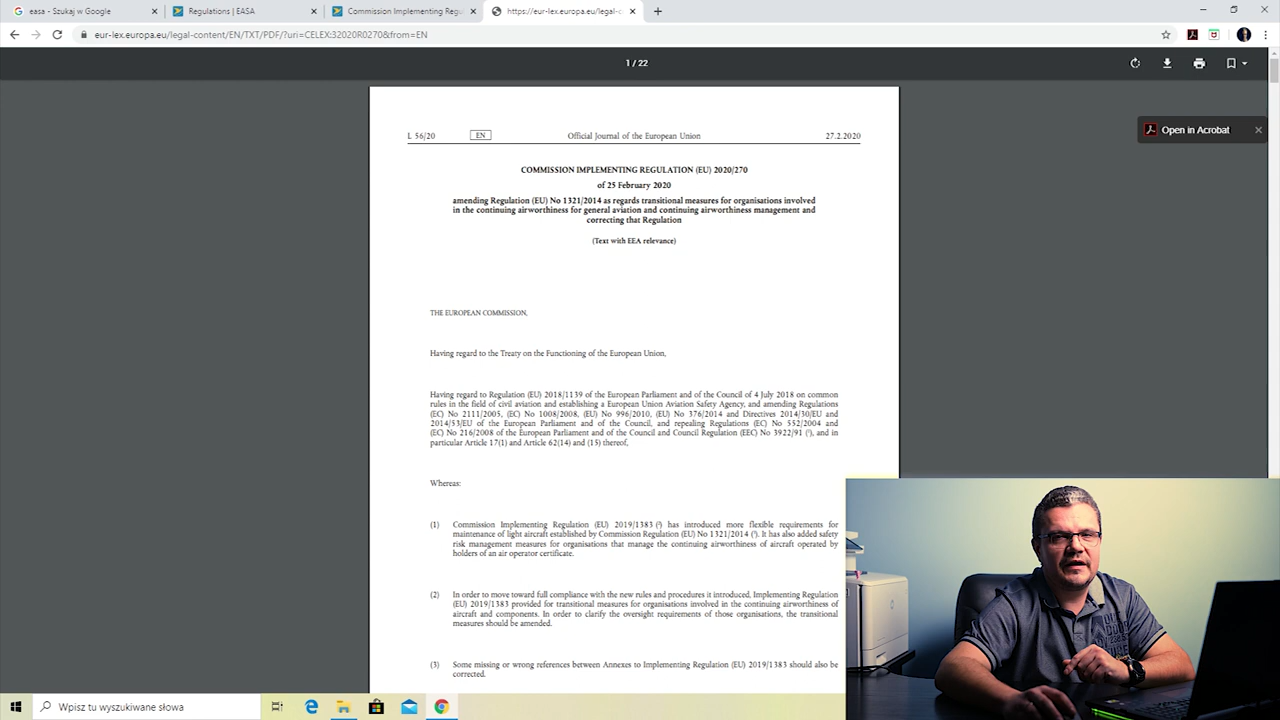 easa - Szukaj w Google
Regulations | EASA
Commission Implementing Regu
https://eur-lex.europa.eu/legal-c
eur-lex.europa.eu/legal-content/EN/TXT/PDF/?uri=CELEX:32020R0270&from=EN
1 / 22
Open in Acrobat
L 56/20 EN Official Journal of the European Union 27.2.2020
COMMISSION IMPLEMENTING REGULATION (EU) 2020/270
of 25 February 2020
amending Regulation (EU) No 1321/2014 as regards transitional measures for organisations involved
in the continuing airworthiness for general aviation and continuing airworthiness management and
correcting that Regulation
(Text with EEA relevance)
THE EUROPEAN COMMISSION,
Having regard to the Treaty on the Functioning of the European Union,
Having regard to Regulation (EU) 2018/1139 of the European Parliament and of the Council of 4 July 2018 on common
rules in the field of civil aviation and establishing a European Union Aviation Safety Agency, and amending Regulations
(EC) No 2111/2005, (EC) No 1008/2008, (EU) No 996/2010, (EU) No 376/2014 and Directives 2014/30/EU and
2014/53/EU of the European Parliament and of the Council, and repealing Regulations (EC) No 552/2004 and
(EC) No 216/2008 of the European Parliament and of the Council and Council Regulation (EEC) No 3922/91 (¹), and in
particular Article 17(1) and Article 62(14) and (15) thereof,
Whereas:
(1) Commission Implementing Regulation (EU) 2019/1383 (²) has introduced more flexible requirements for
maintenance of light aircraft established by Commission Regulation (EU) No 1321/2014 (³). It has also added safety
risk management measures for organisations that manage the continuing airworthiness of aircraft operated by
holders of an air operator certificate.
(2) In order to move toward full compliance with the new rules and procedures it introduced, Implementing Regulation
(EU) 2019/1383 provided for transitional measures for organisations involved in the continuing airworthiness of
aircraft and components. In order to clarify the oversight requirements of those organisations, the transitional
measures should be amended.
(3) Some missing or wrong references between Annexes to Implementing Regulation (EU) 2019/1383 should also be
corrected.
Wpisz tu wyszukiwane słowa